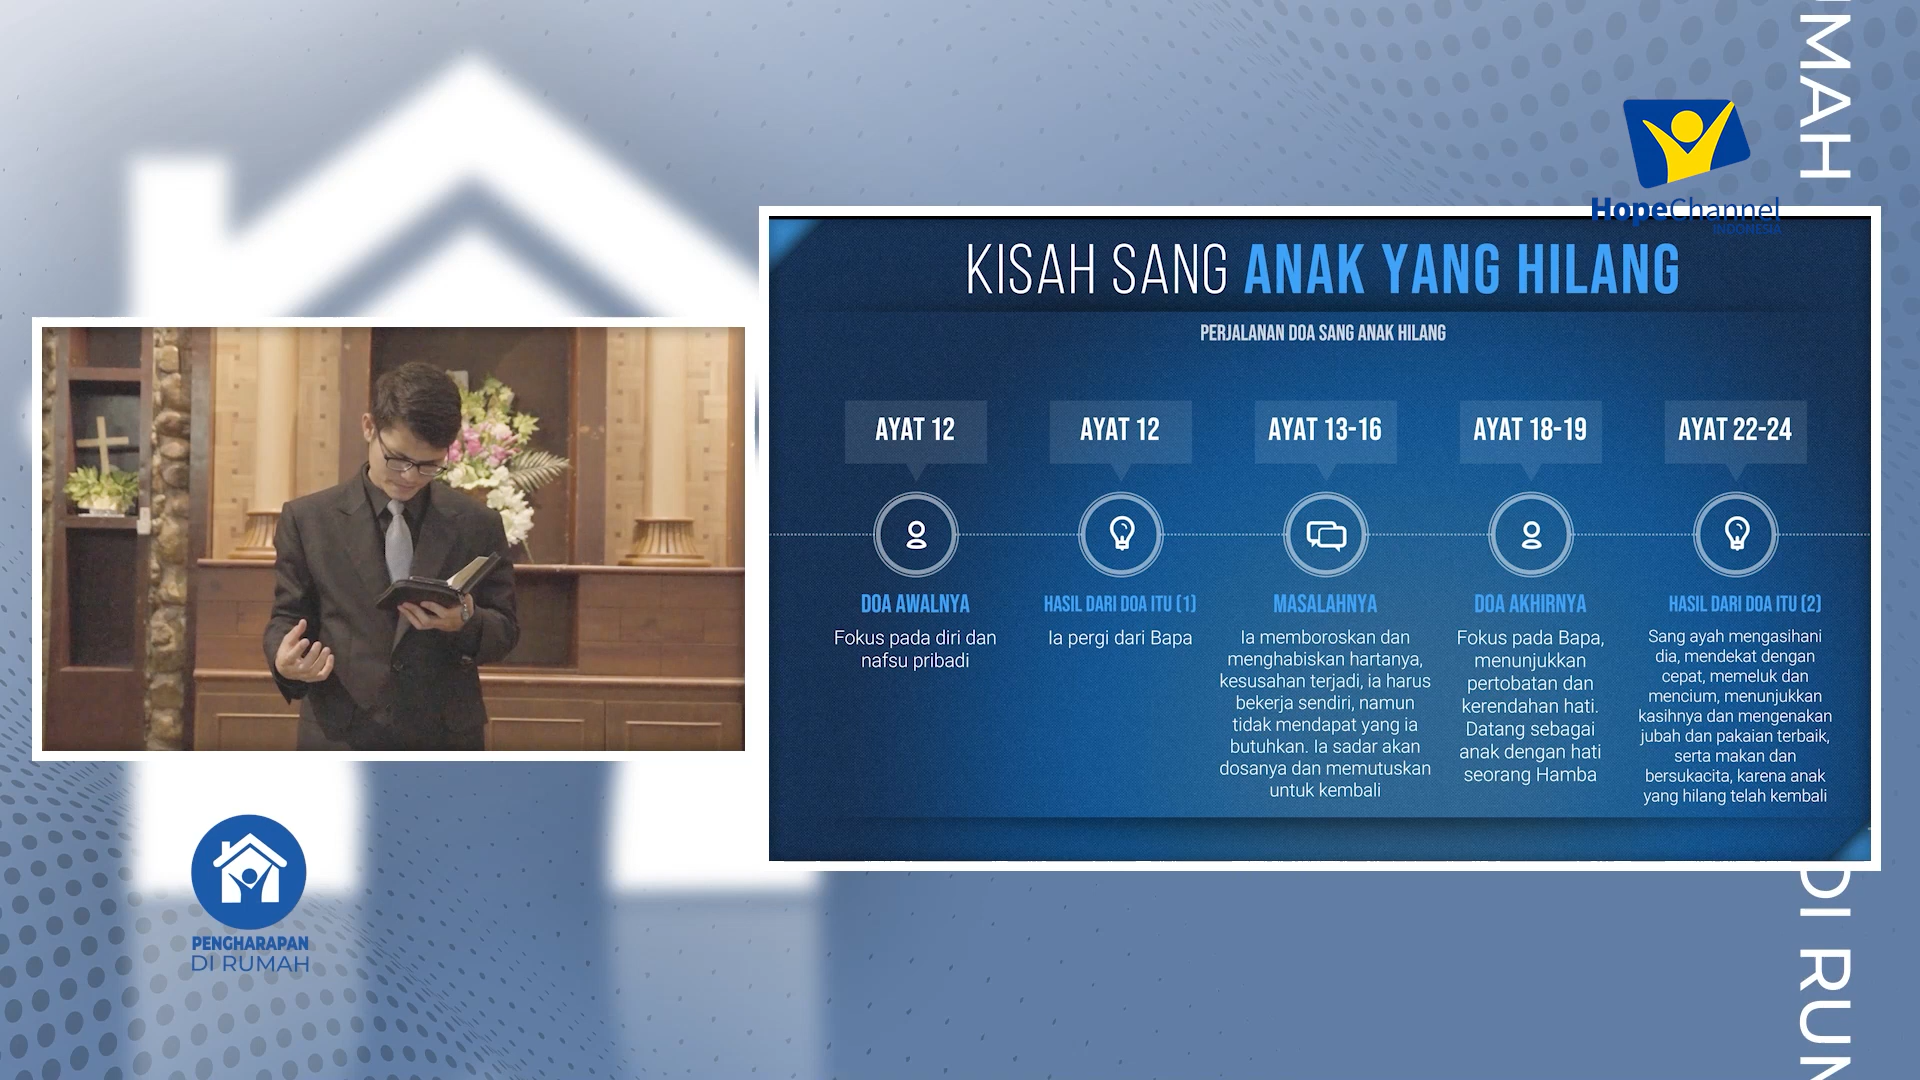 UMAH
HopeChannel
INDONESIA
KISAH SANG ANAK YANG HILANG
PERJALANAN DOA SANG ANAK HILANG
AYAT 12
DOA AWALNYA
Fokus pada diri dan
nafsu pribadi
AYAT 12
HASIL DARI DOA ITU (1)
Ia pergi dari Bapa
AYAT 13-16
MASALAHNYA
Ia memboroskan dan
menghabiskan hartanya,
kesusahan terjadi, ia harus
bekerja sendiri, namun
tidak mendapat yang ia
butuhkan. Ia sadar akan
dosanya dan memutuskan
untuk kembali
AYAT 18-19
DOA AKHIRNYA
Fokus pada Bapa,
menunjukkan
pertobatan dan
kerendahan hati.
Datang sebagai
anak dengan hati
seorang Hamba
AYAT 22-24
HASIL DARI DOA ITU (2)
Sang ayah mengasihani
dia, mendekat dengan
cepat, memeluk dan
mencium, menunjukkan
kasihnya dan mengenakan
jubah dan pakaian terbaik,
serta makan dan
bersukacita, karena anak
yang hilang telah kembali
PENGHARAPAN
DI RUMAH
DI RUM